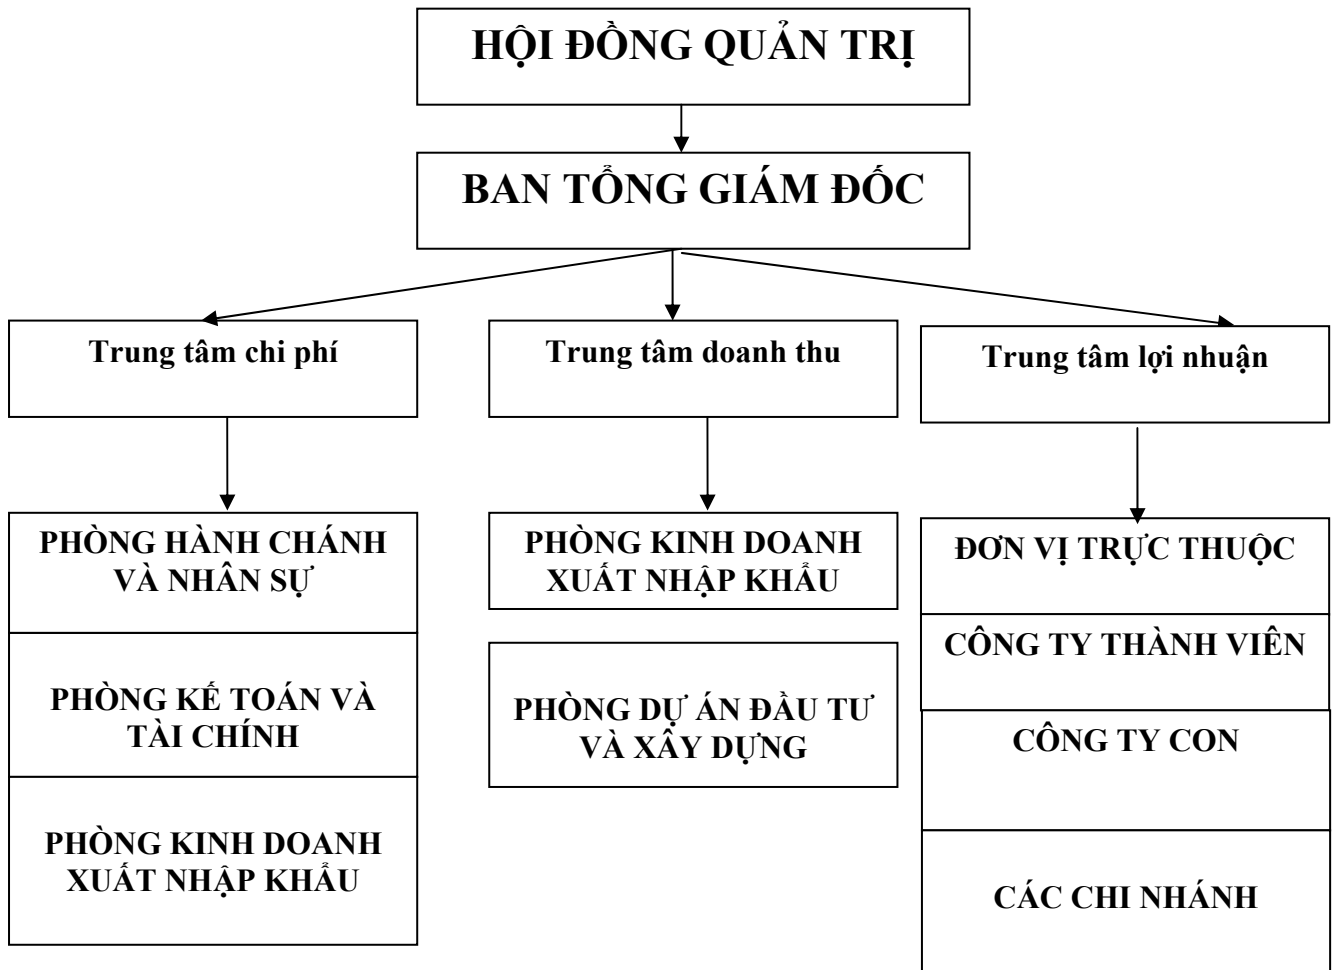 HỘI ĐỒNG QUẢN TRỊ
BAN TỔNG GIÁM ĐỐC
Trung tâm chi phí
Trung tâm doanh thu
Trung tâm lợi nhuận
PHÒNG HÀNH CHÁNH
VÀ NHÂN SỰ
PHÒNG KẾ TOÁN VÀ
TÀI CHÍNH
PHÒNG KINH DOANH
XUẤT NHẬP KHẨU
PHÒNG KINH DOANH
XUẤT NHẬP KHẨU
PHÒNG DỰ ÁN ĐẦU TƯ
VÀ XÂY DỰNG
ĐƠN VỊ TRỰC THUỘC
CÔNG TY THÀNH VIÊN
CÔNG TY CON
CÁC CHI NHÁNH